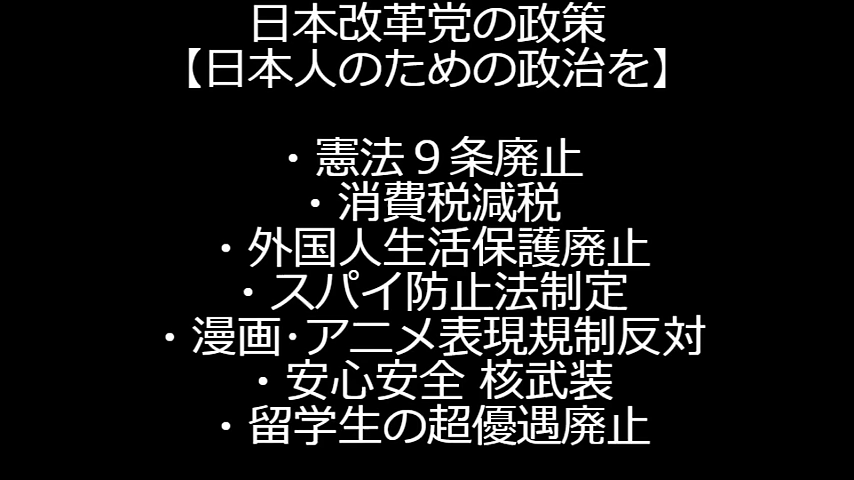 日本改革党の政策
【日本人のための政治を】
・憲法９条廃止
・消費税減税
・外国人生活保護廃止
・スパイ防止法制定
・漫画･アニメ表現規制反対
・安心安全 核武装
・留学生の超優遇廃止